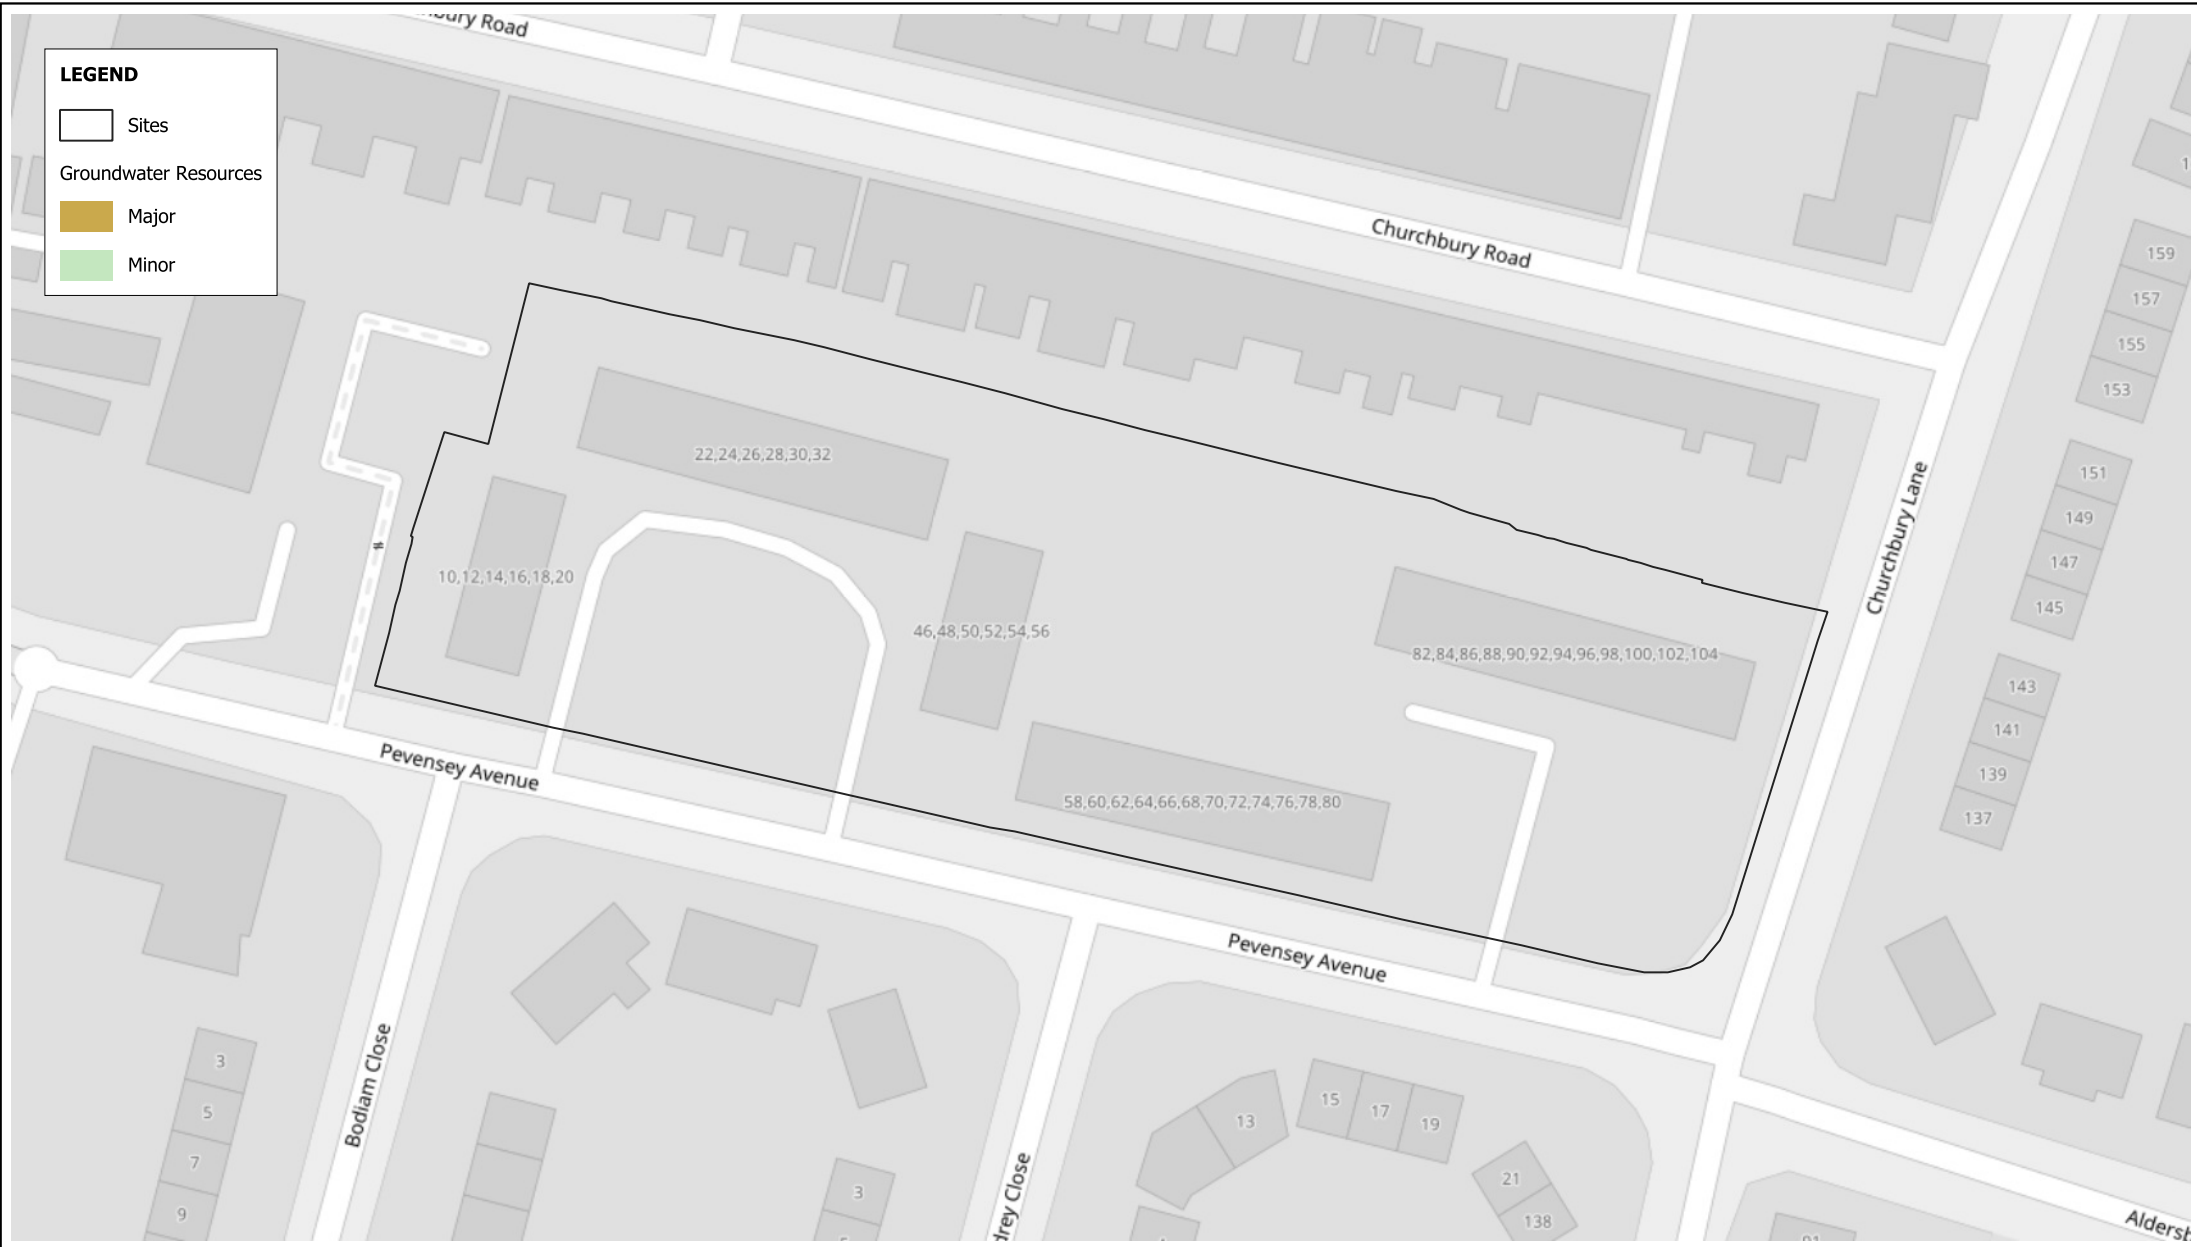 LEGEND
Sites
Groundwater Resources
Major
Minor
Road
Churchbury Road
Churchbury Lane
159
157
155
153
151
149
147
145
143
141
139
137
22,24,26,28,30,32
10,12,14,16,18,20
46,48,50,52,54,56
82,84,86,88,90,92,94,96,98,100,102,104
58,60,62,64,66,68,70,72,74,76,78,80
Pevensey Avenue
Pevensey Avenue
Bodiam Close
3
5
7
9
3
drey Close
13
15
17
19
21
138